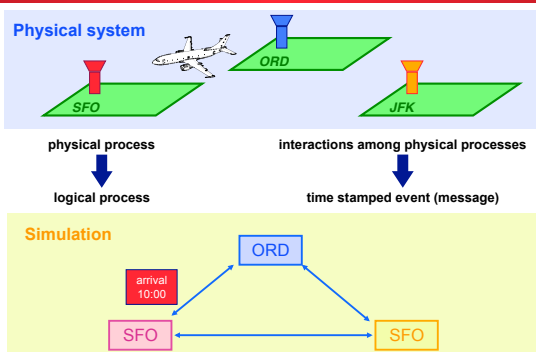 Physical system
ORD
SFO
JFK
physical process
interactions among physical processes
logical process
time stamped event (message)
Simulation
ORD
arrival
10:00
SFO
SFO